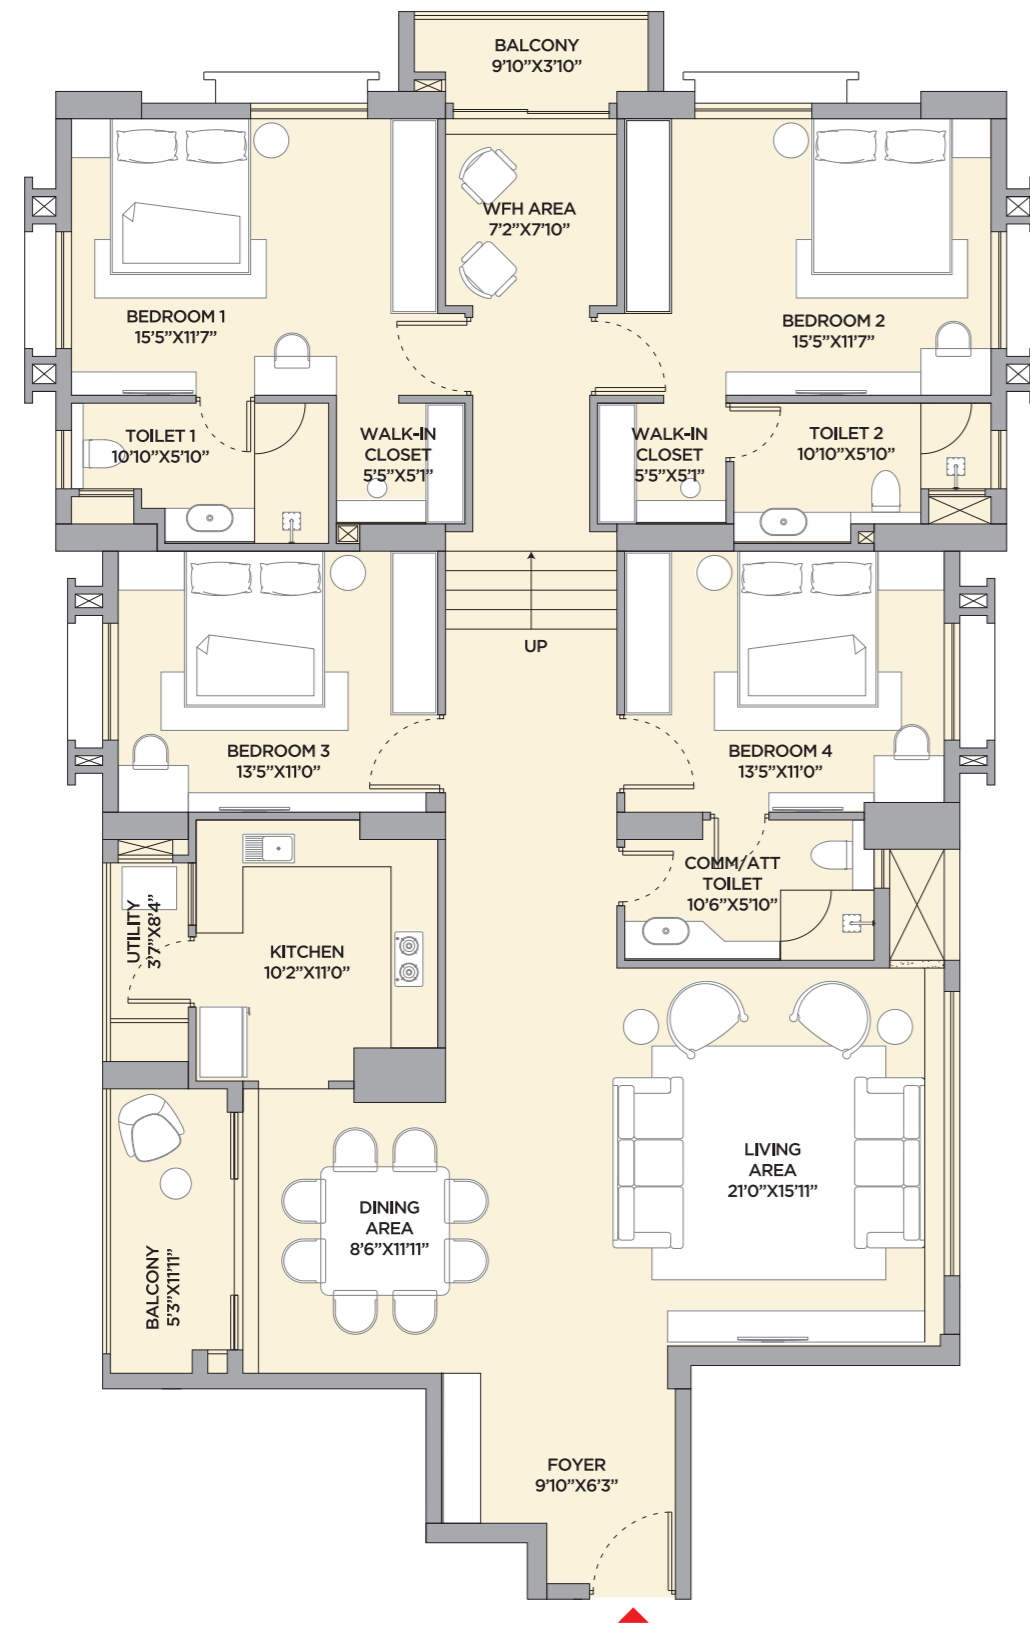 BALCONY
9'10”X3'10”
WFH AREA
7'2”X7'10”
BEDROOM 1
15'5”X11'7”
BEDROOM 2
15'5”X11'7”
TOILET 1
10'10”X5'10”
WALK-IN
CLOSET
5'5”X5'1”
WALK-IN
CLOSET
5'5”X5'1”
TOILET 2
10'10”X5'10”
UP
BEDROOM 3
13'5”X11'0”
BEDROOM 4
13'5”X11'0”
COMM/ATT
TOILET
10'6”X5'10”
UTILITY
3'7”X8'4”
KITCHEN
10'2”X11'0”
LIVING
AREA
21'0”X15'11”
DINING
AREA
8'6”X11'11”
BALCONY
5'3”X11'11”
FOYER
9'10”X6'3”